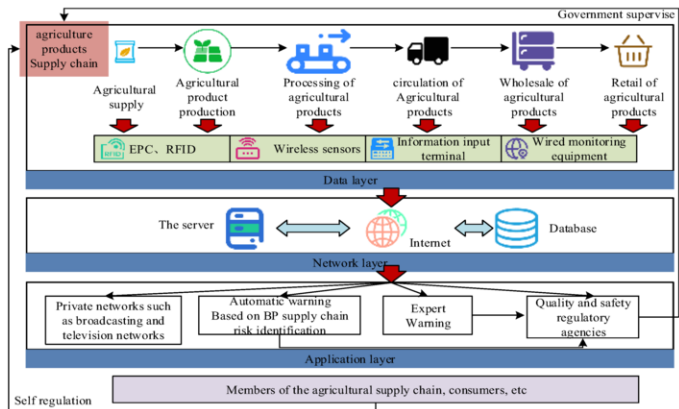 Government supervise
agriculture
products
Supply chain
Agricultural
supply
Agricultural
product
production
Processing of
agricultural
products
circulation of
Agricultural
products
Wholesale of
agricultural
products
Retail of
agricultural
products
RFID
EPC、RFID
Wireless sensors
Information input
terminal
Wired monitoring
equipment
Data layer
The server
Internet
Database
Network layer
Private networks such
as broadcasting and
television networks
Automatic warning
Based on BP supply chain
risk identification
Expert
Warning
Quality and safety
regulatory
agencies
Application layer
Members of the agricultural supply chain, consumers, etc
Self regulation